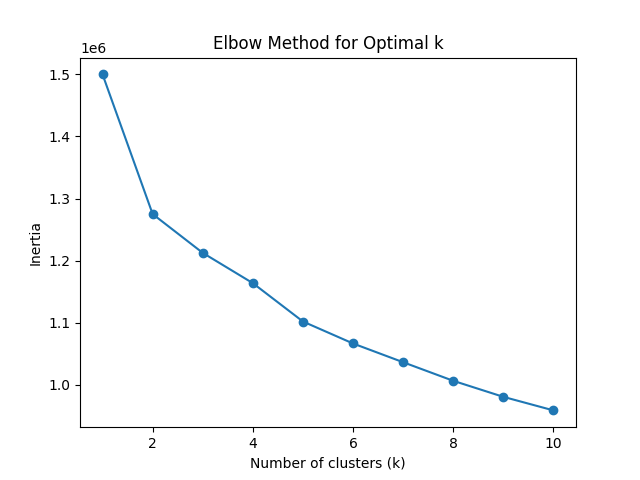 Elbow Method for Optimal k
1e6
1.5
1.4
1.3
1.2
1.1
1.0
Inertia
2 4 6 8 10
Number of clusters (k)